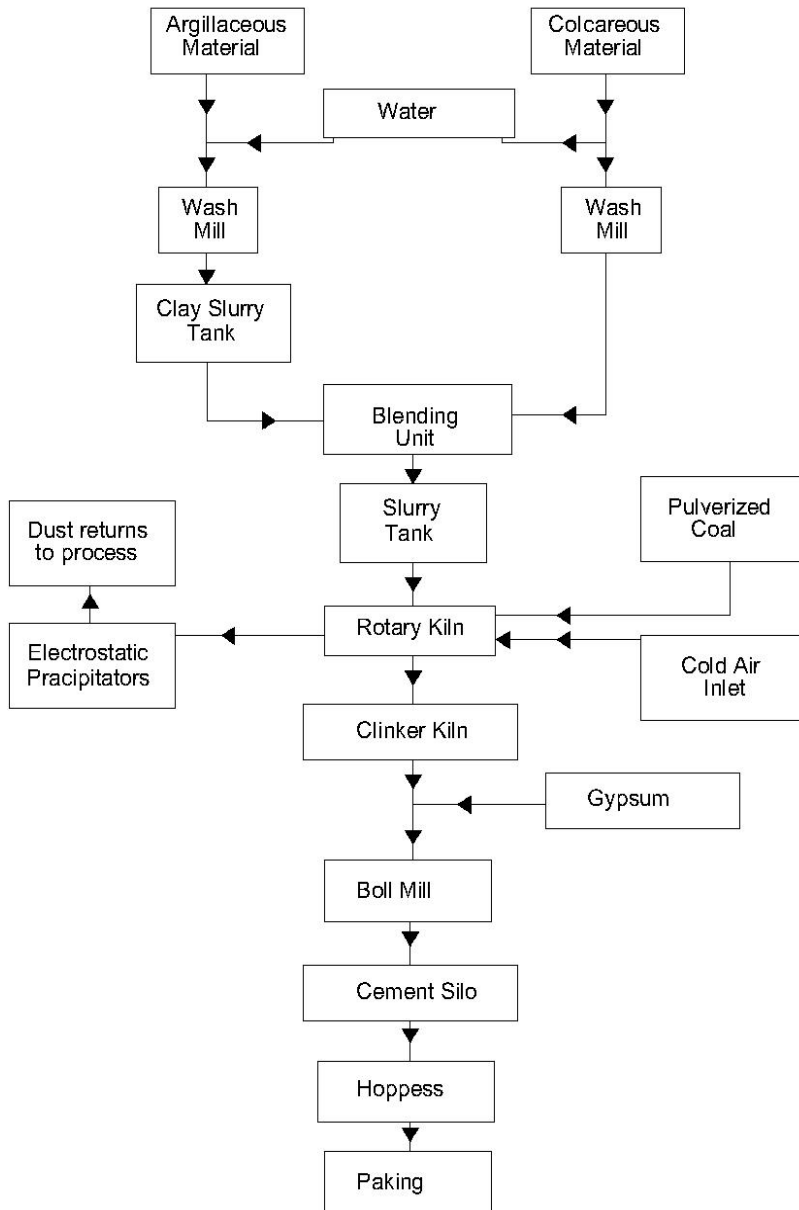 Argillaceous
Material
Colcareous
Material
Water
Wash
Mill
Wash
Mill
Clay Slurry
Tank
Blending
Unit
Slurry
Tank
Pulverized
Coal
Dust returns
to process
Rotary Kiln
Electrostatic
Pracipitators
Cold Air
Inlet
Clinker Kiln
Gypsum
Boll Mill
Cement Silo
Hoppess
Paking